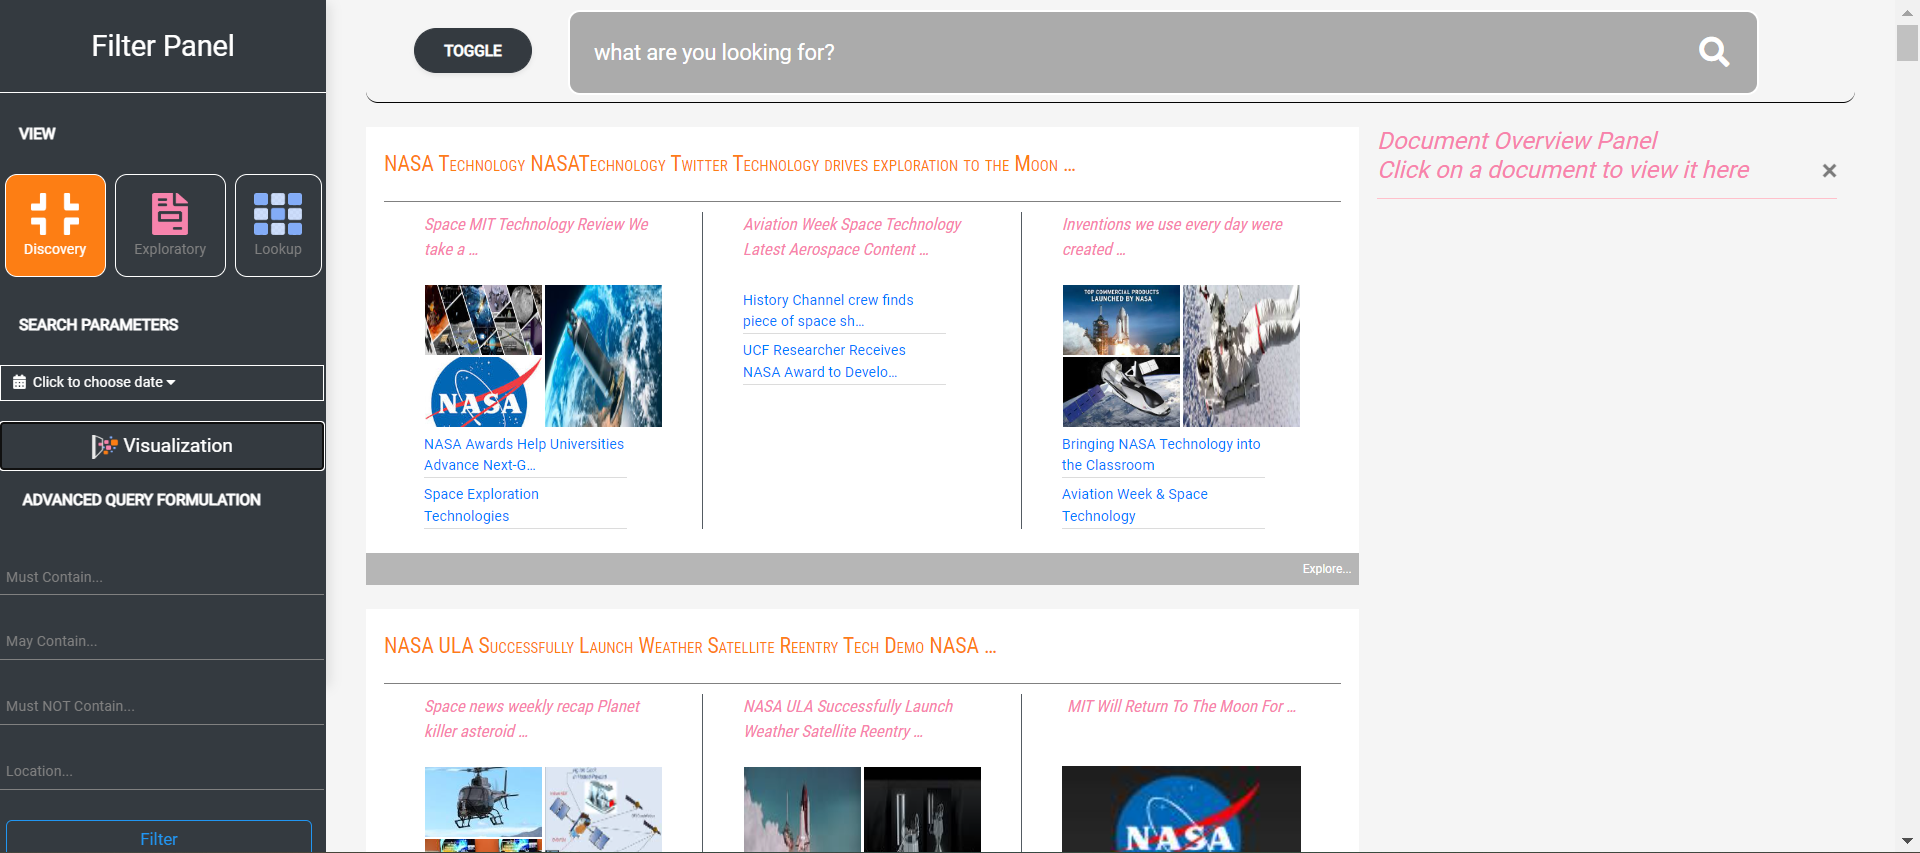 Filter Panel
VIEW
Discovery
Exploratory
Lookup
SEARCH PARAMETERS
Click to choose date
Visualization
ADVANCED QUERY FORMULATION
Must Contain...
May Contain...
Must NOT Contain...
Location...
Filter
TOGGLE
what are you looking for?
NASA Technology NASATechnology Twitter Technology drives exploration to the Moon ...
Space MIT Technology Review We
take a ...
NASA
NASA Awards Help Universities
Advance Next-G...
Space Exploration
Technologies
Aviation Week Space Technology
Latest Aerospace Content ...
History Channel crew finds
piece of space sh...
UCF Researcher Receives
NASA Award to Develo...
Inventions we use every day were
created ...
TOP COMMERCIAL PRODUCTS
LAUNCHED BY NASA
Bringing NASA Technology into
the Classroom
Aviation Week & Space
Technology
Explore...
NASA ULA Successfully Launch Weather Satellite Reentry Tech Demo NASA ...
Space news weekly recap Planet
killer asteroid ...
NASA ULA Successfully Launch
Weather Satellite Reentry ...
MIT Will Return To The Moon For ...
NASA
Document Overview Panel
Click on a document to view it here